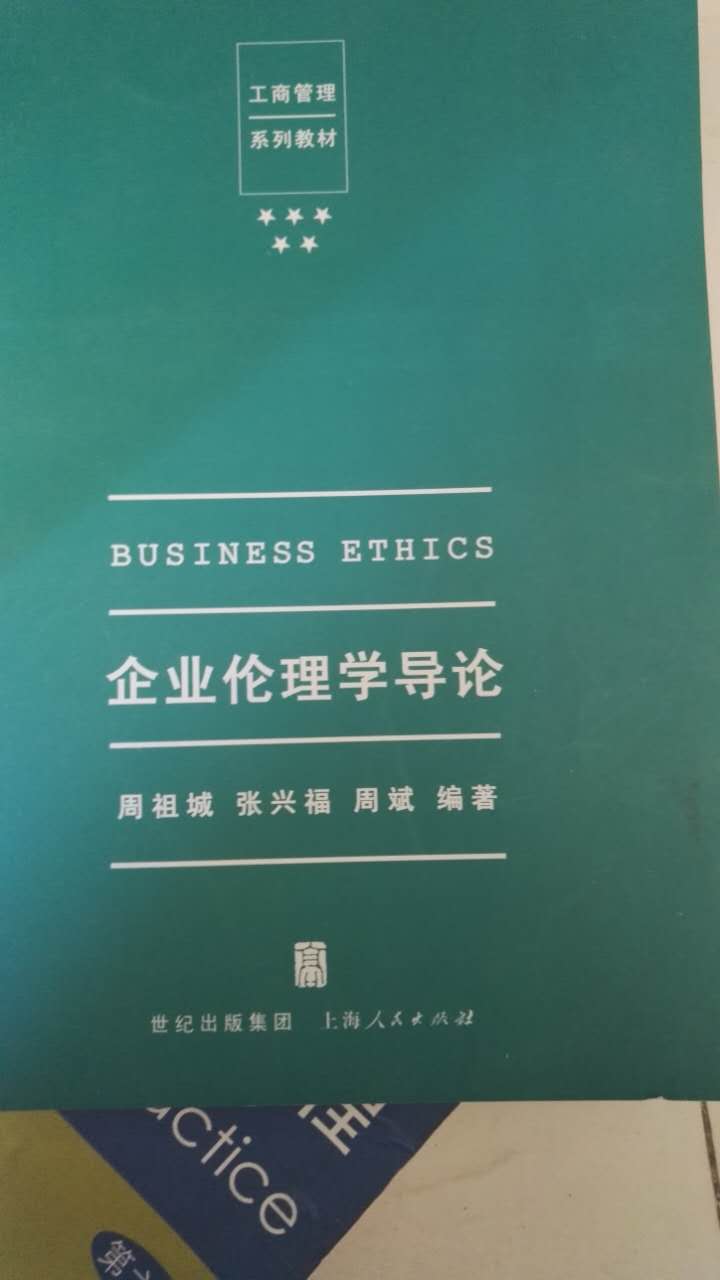 工商管理
系列教材
BUSINESS ETHICS
企业伦理学导论
周祖城 张兴福 周斌 编著
世纪出版集团 上海人民出版社
actice
第